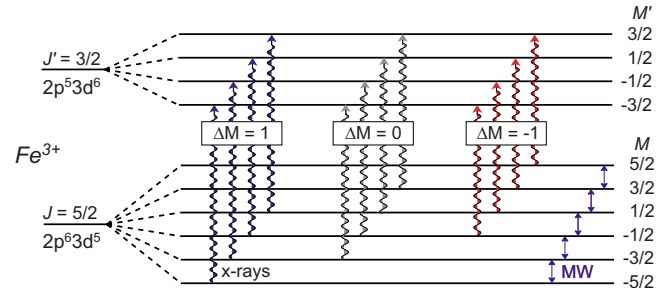 M'
3/2
1/2
-1/2
-3/2
J' = 3/2
2p⁵3d⁶
ΔM = 1
ΔM = 0
ΔM = -1
Fe³⁺
M
5/2
3/2
1/2
-1/2
-3/2
-5/2
J = 5/2
2p⁶3d⁵
x-rays
MW